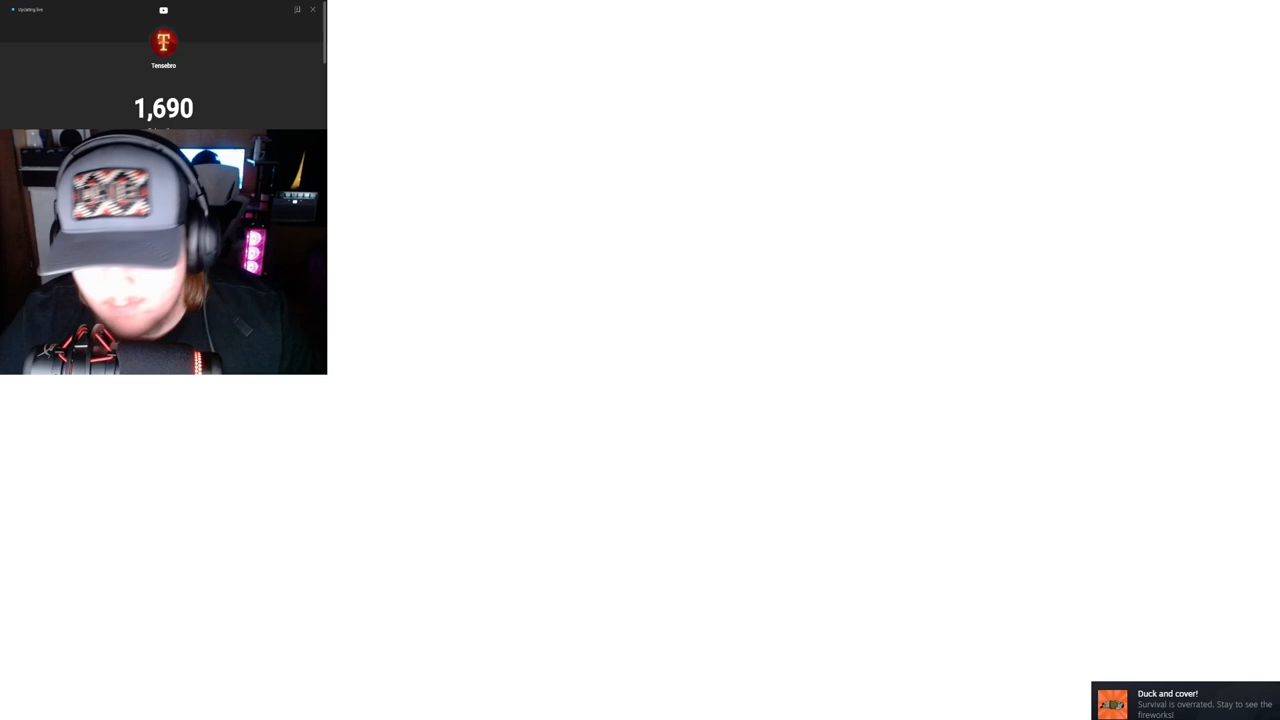 Updating live
Tensebro
1,690
Duck and cover!
Survival is overrated. Stay to see the
fireworks!